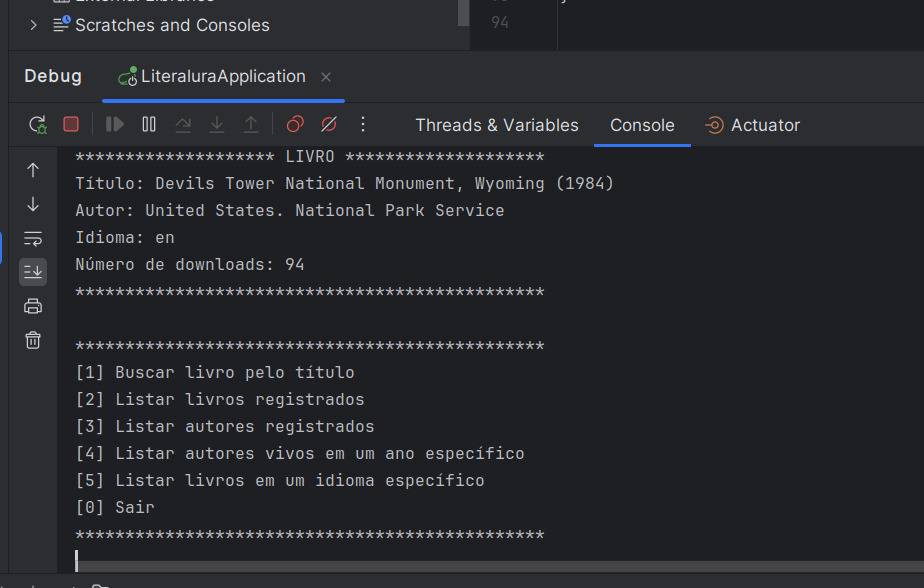 External Libraries
Scratches and Consoles
94
Debug
LiteraluraApplication
Threads & Variables
Console
Actuator
******************** LIVRO ********************
Título: Devils Tower National Monument, Wyoming (1984)
Autor: United States. National Park Service
Idioma: en
Número de downloads: 94
***********************************************
***********************************************
[1] Buscar livro pelo título
[2] Listar livros registrados
[3] Listar autores registrados
[4] Listar autores vivos em um ano específico
[5] Listar livros em um idioma específico
[0] Sair
***********************************************